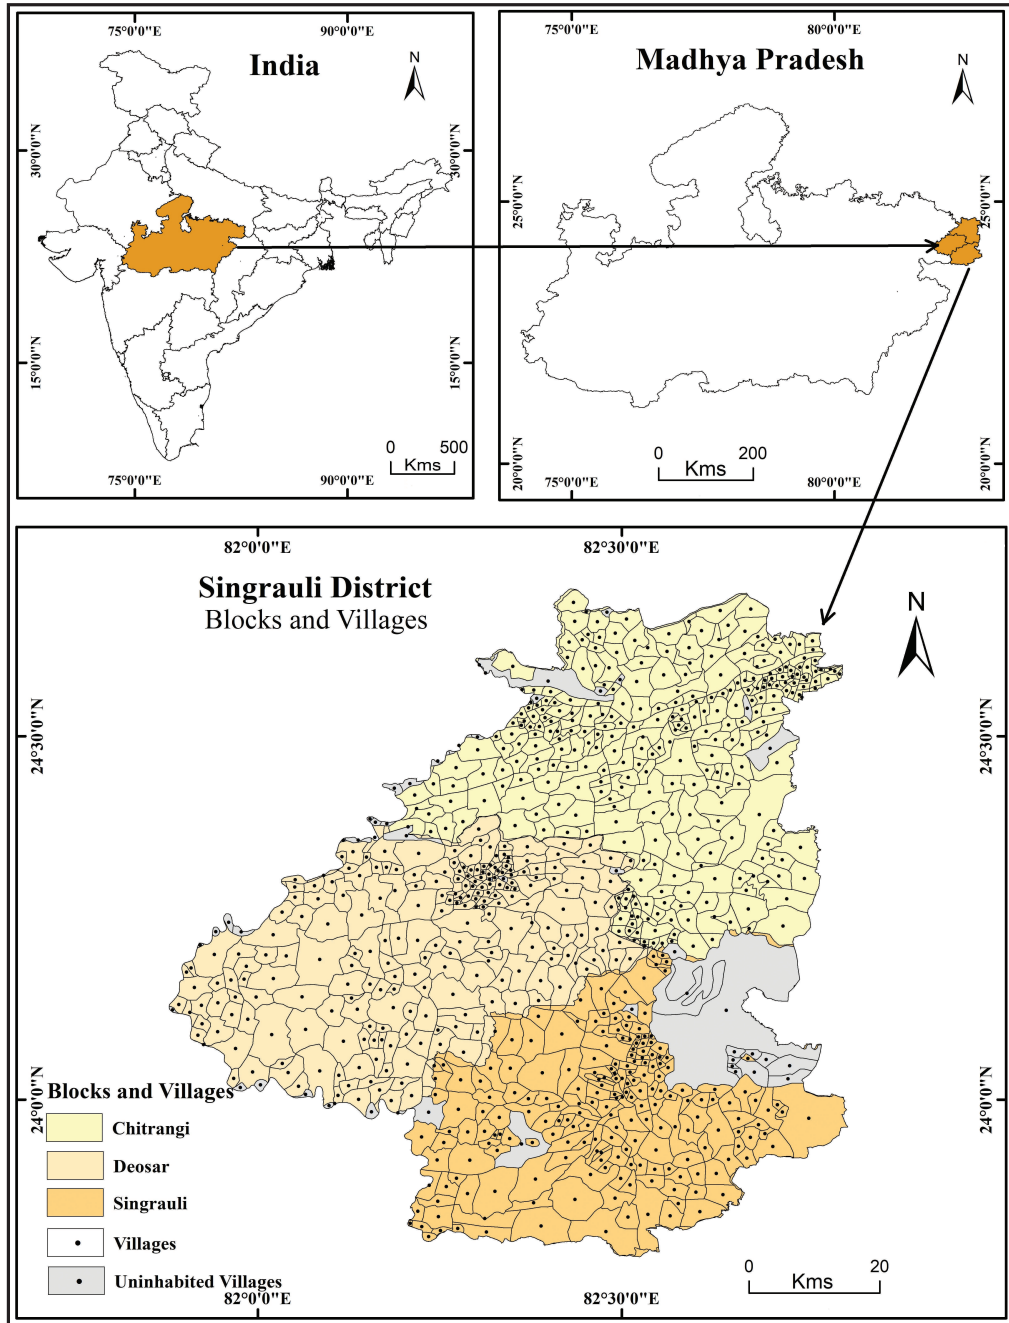 75°0'0"E
90°0'0"E
India
N
30°0'0"N
30°0'0"N
15°0'0"N
15°0'0"N
0 500
Kms
75°0'0"E
90°0'0"E
75°0'0"E
80°0'0"E
Madhya Pradesh
N
25°0'0"N
25°0'0"N
0 200
Kms
20°0'0"N
20°0'0"N
75°0'0"E
80°0'0"E
82°0'0"E
82°30'0"E
Singrauli District
Blocks and Villages
N
24°30'0"N
24°30'0"N
24°0'0"N
24°0'0"N
Blocks and Villages
Chitrangi
Deosar
Singrauli
Villages
Uninhabited Villages
0 20
Kms
82°0'0"E
82°30'0"E